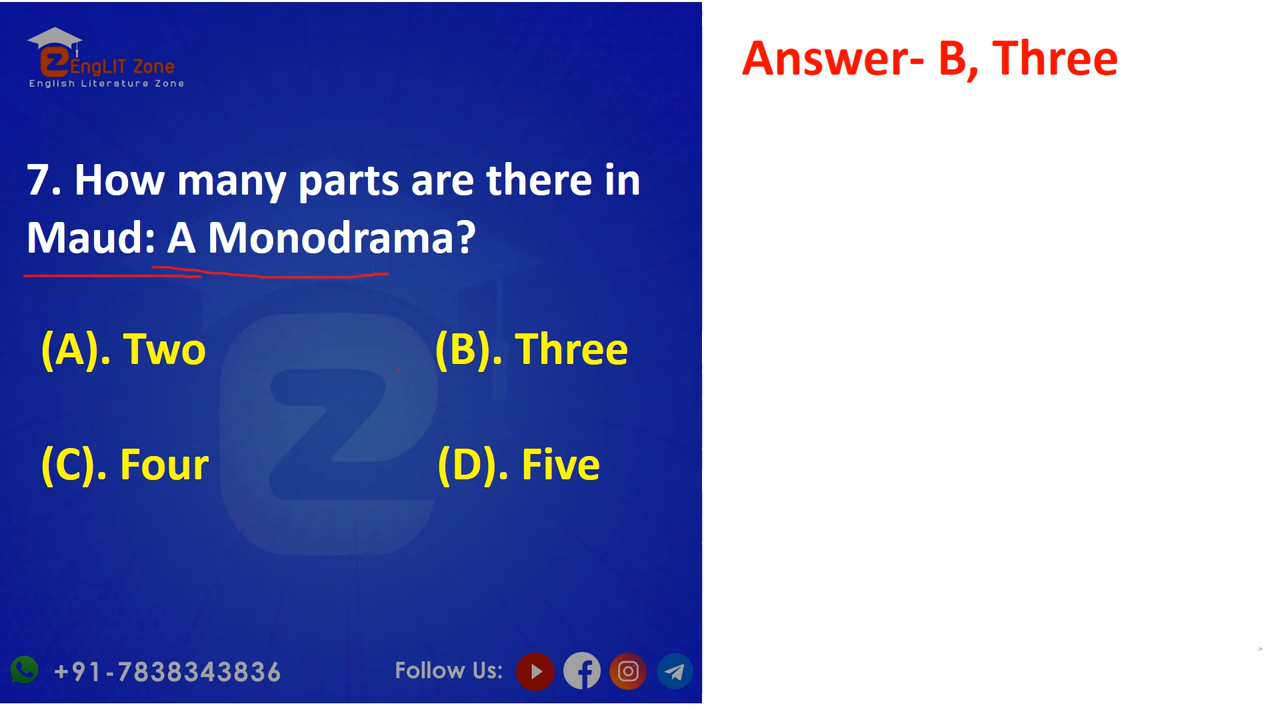 EngLIT Zone
English Literature Zone
Answer- B, Three
7. How many parts are there in
Maud: A Monodrama?
(A). Two (B). Three
(C). Four (D). Five
+91-7838343836 Follow Us: